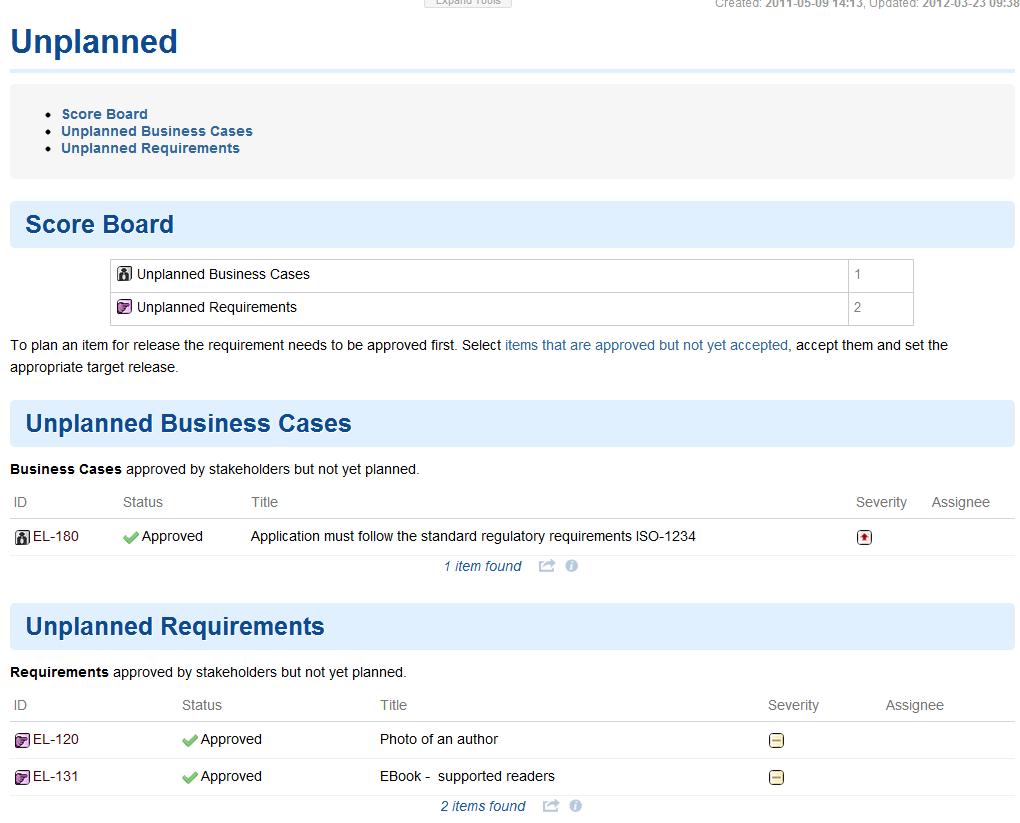 Expand Tools
Created: 2011-05-09 14:13, Updated: 2012-03-23 09:38
Unplanned
Score Board
Unplanned Business Cases
Unplanned Requirements
Score Board
Unplanned Business Cases 1
Unplanned Requirements 2
To plan an item for release the requirement needs to be approved first. Select items that are approved but not yet accepted, accept them and set the
appropriate target release.
Unplanned Business Cases
Business Cases approved by stakeholders but not yet planned.
ID Status Title Severity Assignee
EL-180 Approved Application must follow the standard regulatory requirements ISO-1234
1 item found
Unplanned Requirements
Requirements approved by stakeholders but not yet planned.
ID Status Title Severity Assignee
EL-120 Approved Photo of an author
EL-131 Approved EBook -  supported readers
2 items found